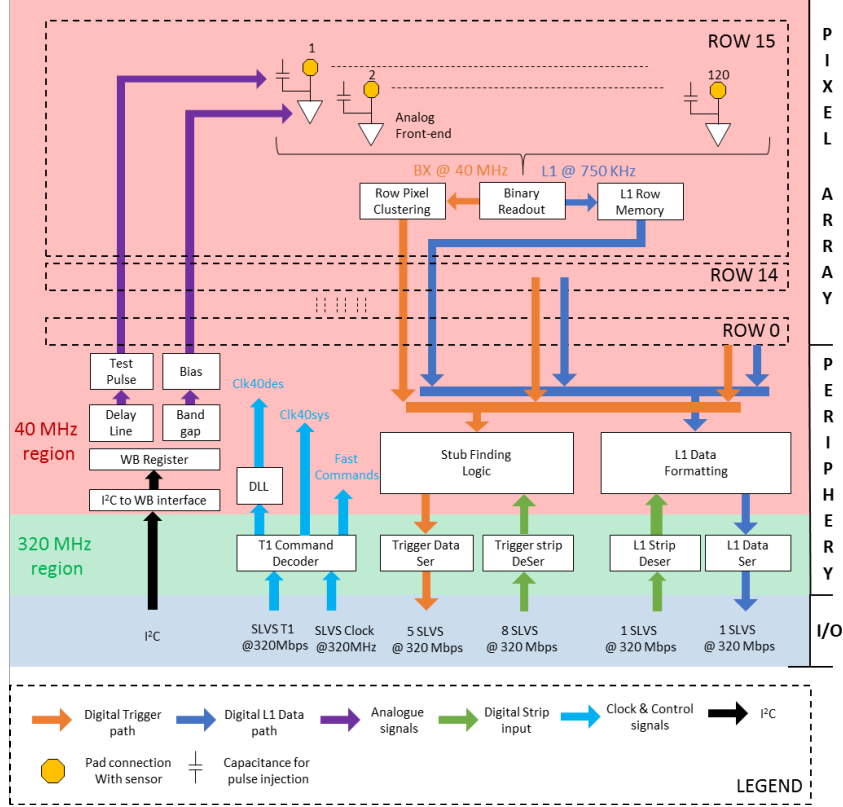 ROW 15
1
2
120
Analog
Front-end
BX @ 40 MHz
L1 @ 750 KHz
Row Pixel
Clustering
Binary
Readout
L1 Row
Memory
ROW 14
ROW 0
PIXEL ARRAY
Test
Pulse
Bias
Delay
Line
Band
gap
Clk40des
Clk40sys
Fast
Commands
40 MHz
region
WB Register
I²C to WB interface
DLL
Stub Finding
Logic
L1 Data
Formatting
PERIPHERY
320 MHz
region
T1 Command
Decoder
Trigger Data
Ser
Trigger strip
DeSer
L1 Strip
Deser
L1 Data
Ser
I²C
SLVS T1
@320Mbps
SLVS Clock
@320MHz
5 SLVS
@ 320 Mbps
8 SLVS
@ 320 Mbps
1 SLVS
@ 320 Mbps
1 SLVS
@ 320 Mbps
I/O
Digital Trigger
path
Digital L1 Data
path
Analogue
signals
Digital Strip
input
Clock & Control
signals
I²C
Pad connection
With sensor
Capacitance for
pulse injection
LEGEND